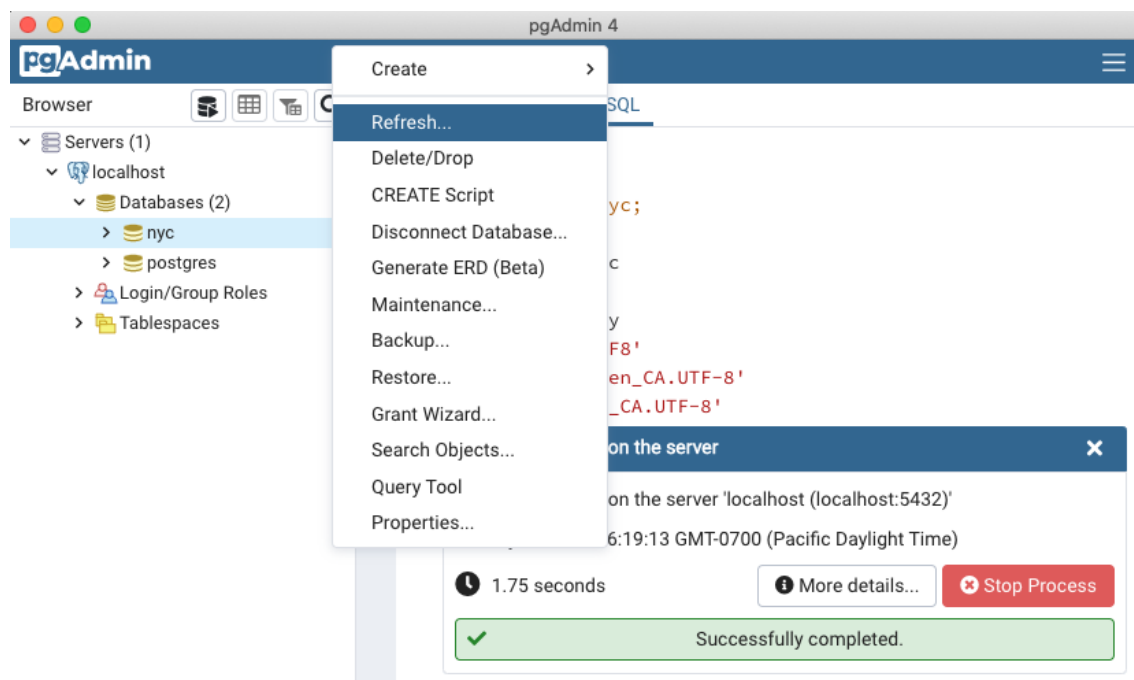 pgAdmin 4
pgAdmin
Browser
SQL
Servers (1)
localhost
Databases (2)
nyc
postgres
Login/Group Roles
Tablespaces
Create
Refresh...
Delete/Drop
CREATE Script
Disconnect Database...
Generate ERD (Beta)
Maintenance...
Backup...
Restore...
Grant Wizard...
Search Objects...
Query Tool
Properties...
yc;
c
y
F8'
en_CA.UTF-8'
_CA.UTF-8'
on the server
on the server 'localhost (localhost:5432)'
6:19:13 GMT-0700 (Pacific Daylight Time)
1.75 seconds
More details...
Stop Process
Successfully completed.